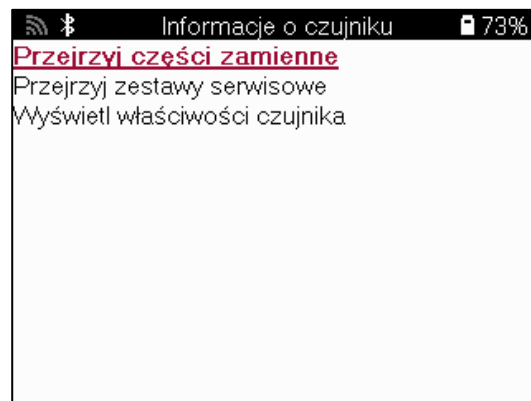 Informacje o czujniku 73%
Przejrzyj części zamienne
Przejrzyj zestawy serwisowe
Wyświetl właściwości czujnika